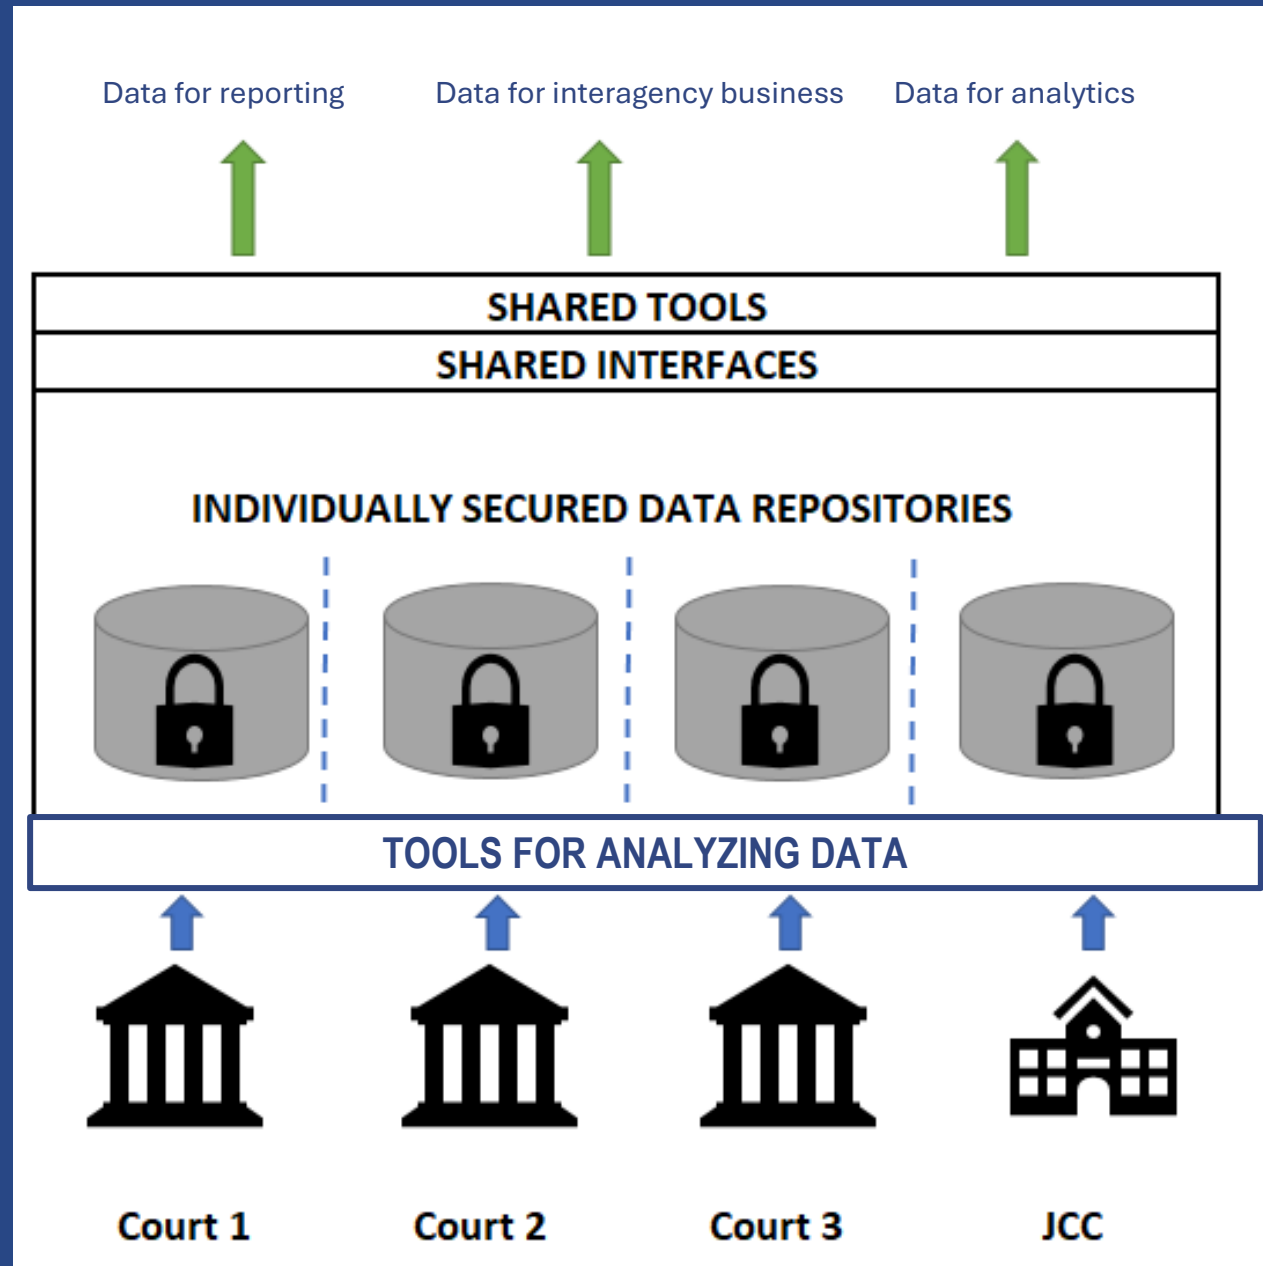 Data for reporting
Data for interagency business
Data for analytics
SHARED TOOLS
SHARED INTERFACES
INDIVIDUALLY SECURED DATA REPOSITORIES
TOOLS FOR ANALYZING DATA
Court 1
Court 2
Court 3
JCC